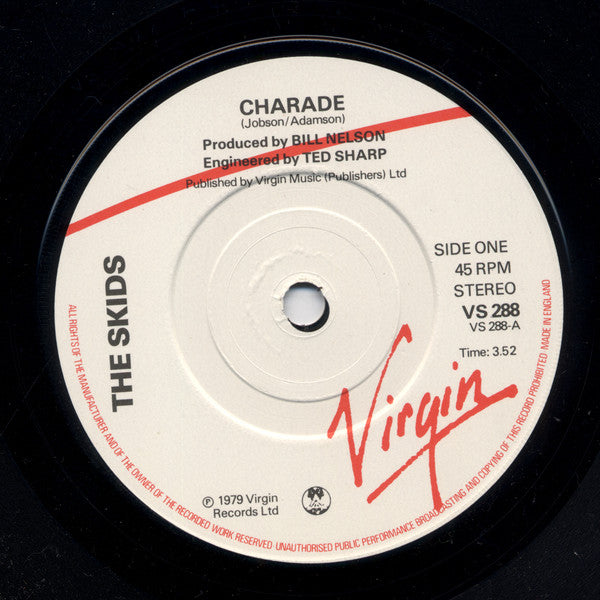 CHARADE
(Jobson/Adamson)
Produced by BILL NELSON
Engineered by TED SHARP
Published by Virgin Music (Publishers) Ltd
THE SKIDS
SIDE ONE
45 RPM
STEREO
VS 288
VS 288-A
Time: 3.52
Virgin
℗ 1979 Virgin
Records Ltd
ALL RIGHTS OF THE MANUFACTURER AND OF THE OWNER OF THE RECORDED WORK RESERVED UNAUTHORISED PUBLIC PERFORMANCE BROADCASTING AND COPYING OF THIS RECORD PROHIBITED MADE IN ENGLAND